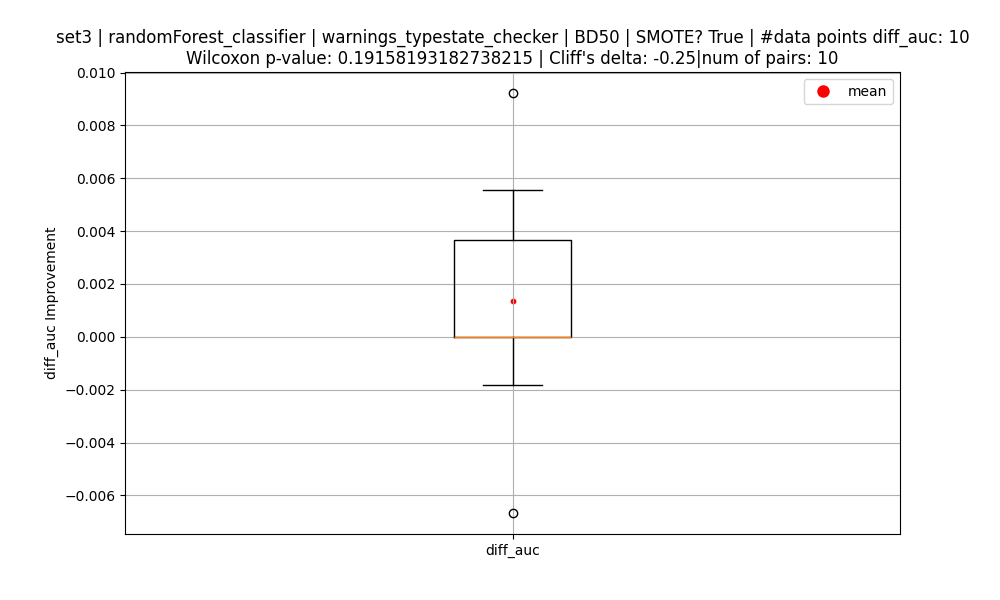 set3 | randomForest_classifier | warnings_typestate_checker | BD50 | SMOTE? True | #data points diff_auc: 10
Wilcoxon p-value: 0.19158193182738215 | Cliff's delta: -0.25|num of pairs: 10
mean
0.010
0.008
0.006
0.004
0.002
0.000
−0.002
−0.004
−0.006
diff_auc Improvement
diff_auc